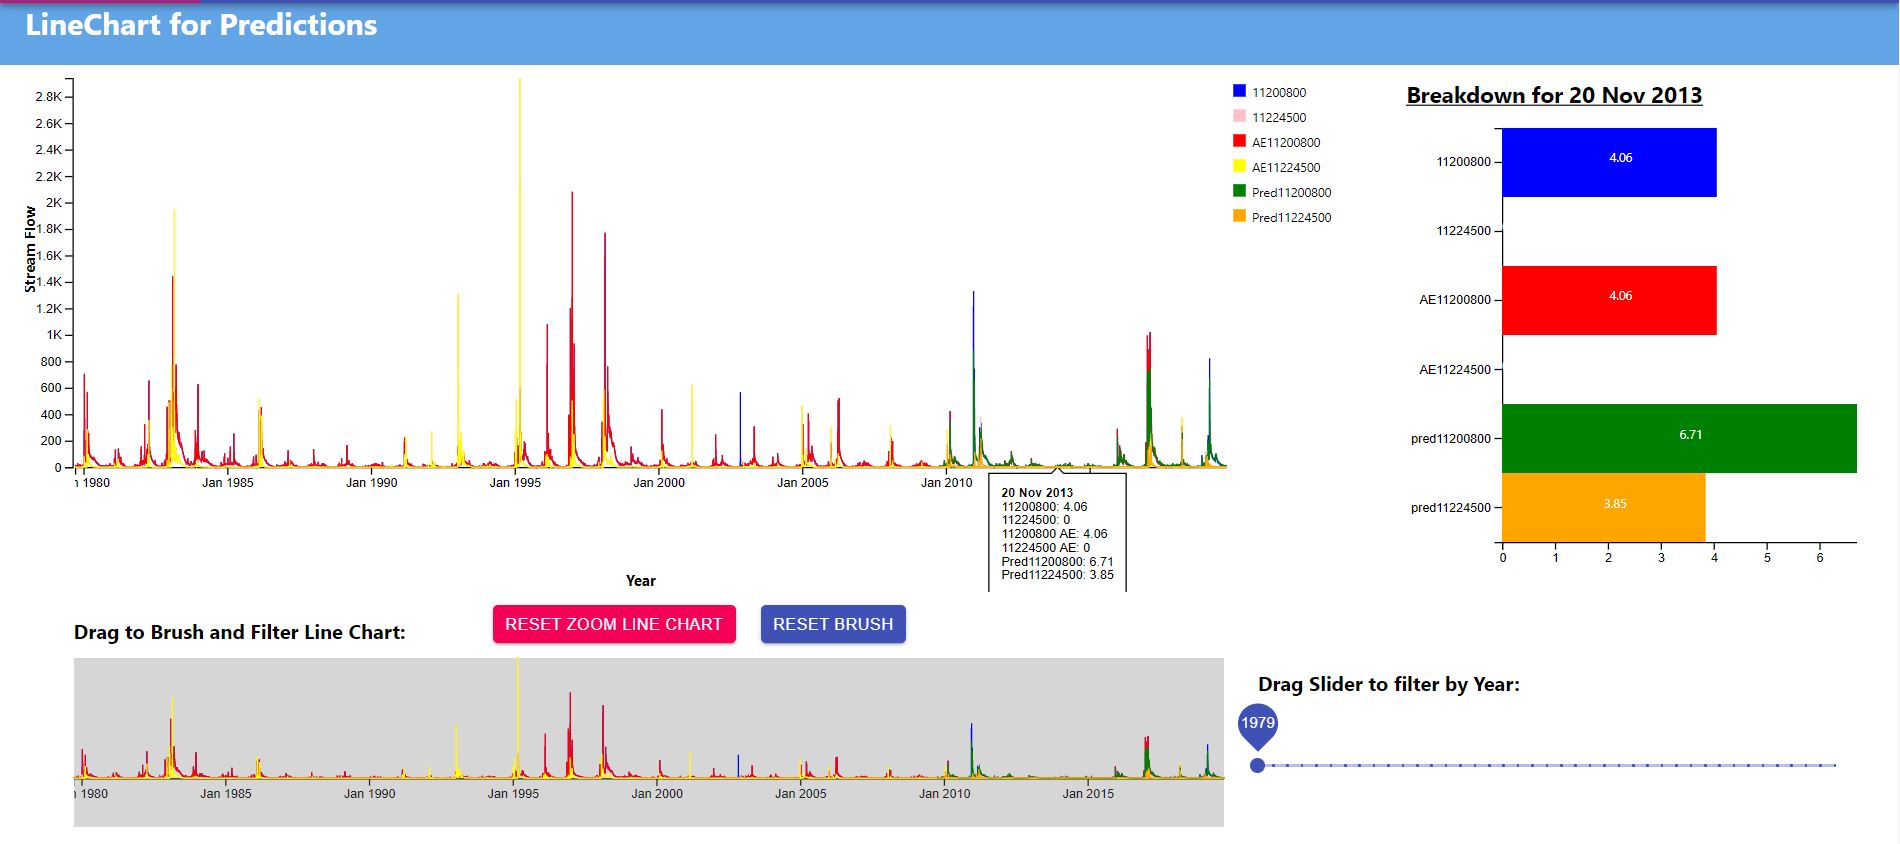 LineChart for Predictions
2.8K
2.6K
2.4K
2.2K
2K
1.8K
1.6K
1.4K
1.2K
1K
800
600
400
200
0
Stream Flow
1980
Jan 1985
Jan 1990
Jan 1995
Jan 2000
Jan 2005
Jan 2010
Year
11200800
11224500
AE11200800
AE11224500
Pred11200800
Pred11224500
20 Nov 2013
11200800: 4.06
11224500: 0
11200800 AE: 4.06
11224500 AE: 0
Pred11200800: 6.71
Pred11224500: 3.85
Breakdown for 20 Nov 2013
11200800 4.06
11224500
AE11200800 4.06
AE11224500
pred11200800 6.71
pred11224500 3.85
0 1 2 3 4 5 6
RESET ZOOM LINE CHART
RESET BRUSH
Drag to Brush and Filter Line Chart:
1980
Jan 1985
Jan 1990
Jan 1995
Jan 2000
Jan 2005
Jan 2010
Jan 2015
Drag Slider to filter by Year:
1979